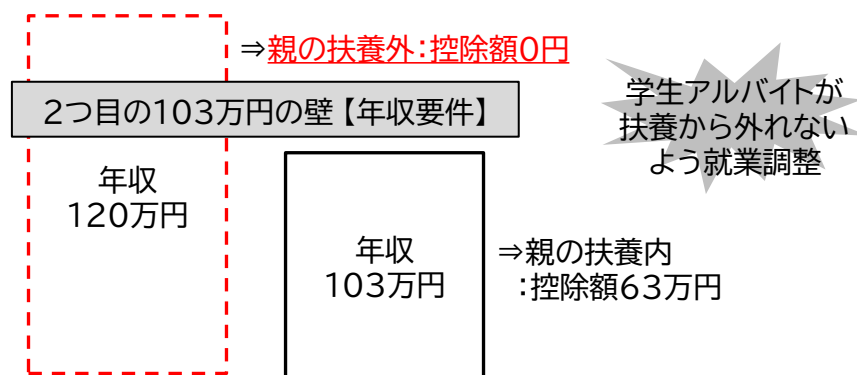 ⇒親の扶養外：控除額0円
2つ目の103万円の壁【年収要件】
学生アルバイトが
扶養から外れない
よう就業調整
年収
120万円
年収
103万円
⇒親の扶養内
：控除額63万円